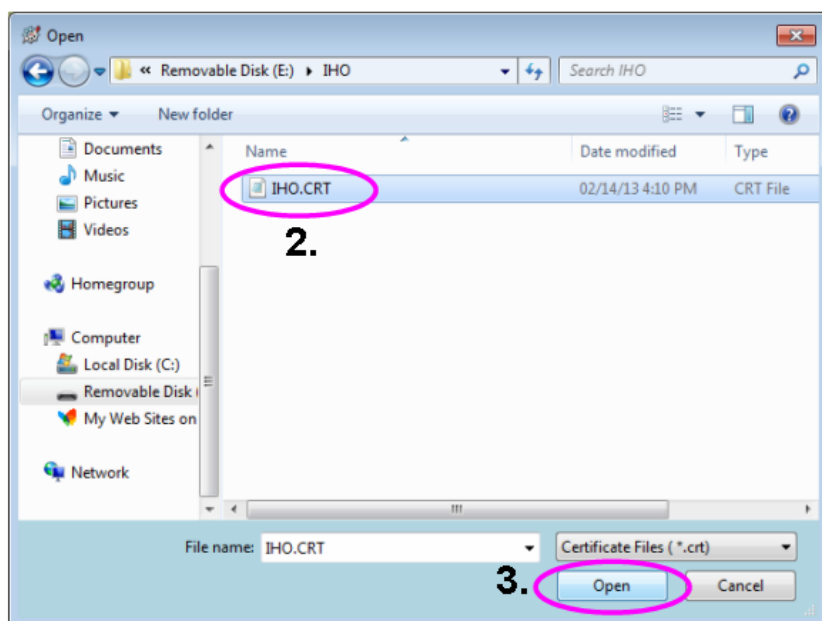 Open
« Removable Disk (E:) ▸ IHO
Search IHO
Organize
New folder
Documents
Music
Pictures
Videos
Homegroup
Computer
Local Disk (C:)
Removable Disk (
My Web Sites on
Network
Name
Date modified
Type
IHO.CRT
02/14/13 4:10 PM
CRT File
2.
File name:
IHO.CRT
Certificate Files ( *.crt)
3.
Open
Cancel